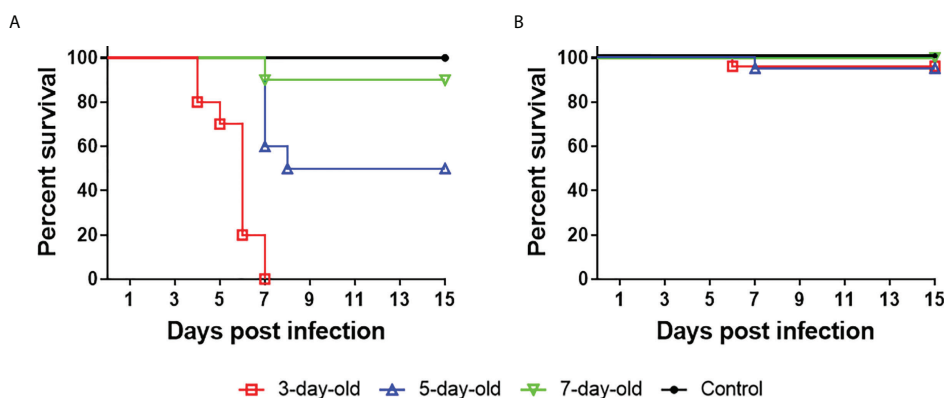 A
B
Percent survival
100
80
60
40
20
0
1 3 5 7 9 11 13 15
Days post infection
Percent survival
100
80
60
40
20
0
1 3 5 7 9 11 13 15
Days post infection
3-day-old 5-day-old 7-day-old Control